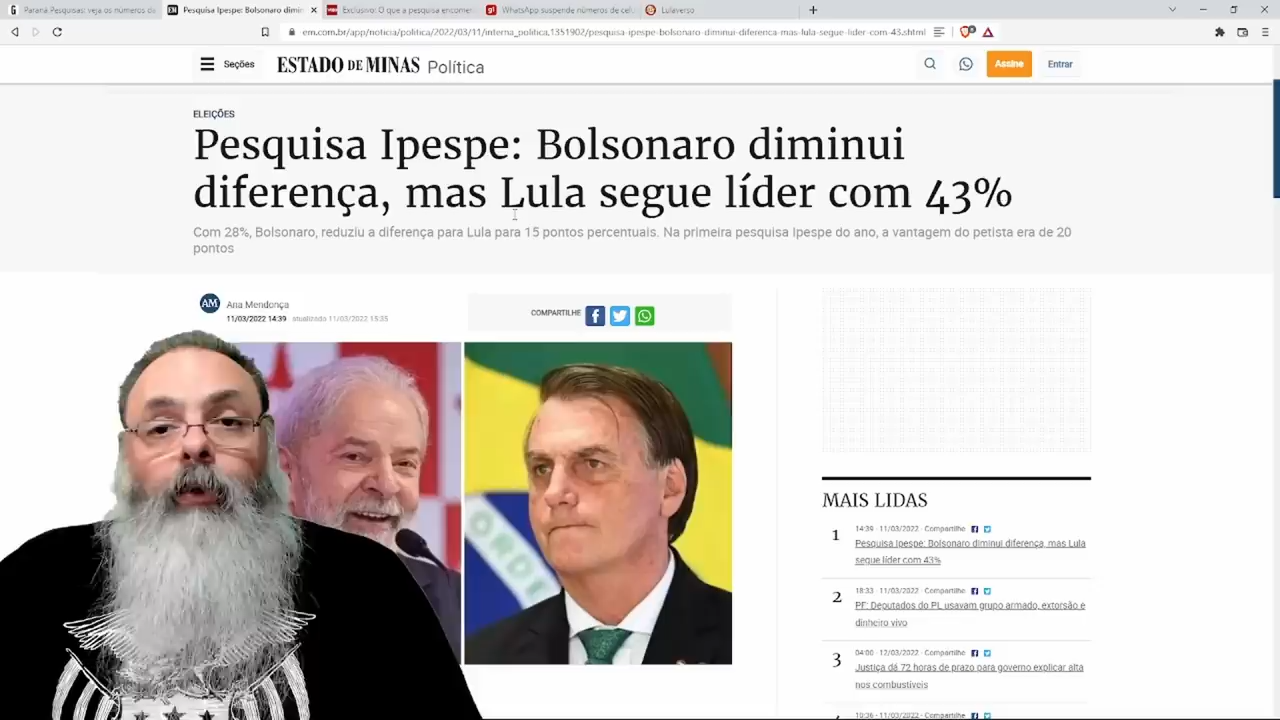 Paraná Pesquisas: veja os números da
Pesquisa Ipespe: Bolsonaro dimin
Exclusivo: O que a pesquisa encomen
WhatsApp suspende números de cel
Lulaverso
em.com.br/app/noticia/politica/2022/03/11/interna_politica,1351902/pesquisa-ipespe-bolsonaro-diminui-diferenca-mas-lula-segue-lider-com-43.shtml
Seções
ESTADO DE MINAS Política
Assine
Entrar
ELEIÇÕES
Pesquisa Ipespe: Bolsonaro diminui
diferença, mas Lula segue líder com 43%
Com 28%, Bolsonaro, reduziu a diferença para Lula para 15 pontos percentuais. Na primeira pesquisa Ipespe do ano, a vantagem do petista era de 20
pontos
AM
Ana Mendonça
11/03/2022 14:39 atualizado 11/03/2022 15:35
COMPARTILHE
MAIS LIDAS
1
14:39 - 11/03/2022 - Compartilhe
Pesquisa Ipespe: Bolsonaro diminui diferença, mas Lula
segue líder com 43%
2
18:33 - 11/03/2022 - Compartilhe
PF: Deputados do PL usavam grupo armado, extorsão e
dinheiro vivo
3
04:00 - 12/03/2022 - Compartilhe
Justiça dá 72 horas de prazo para governo explicar alta
nos combustíveis